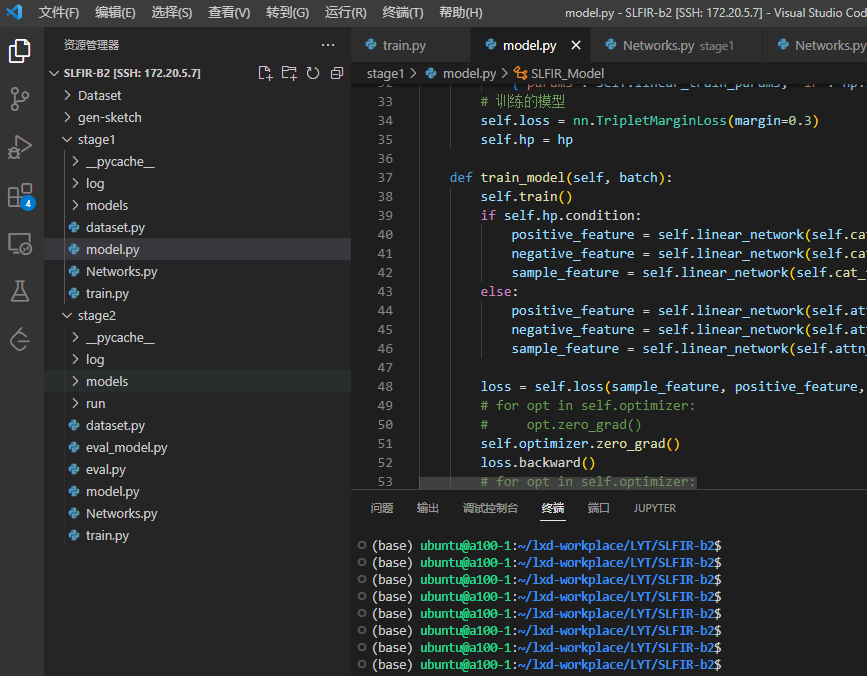 文件(F) 编辑(E) 选择(S) 查看(V) 转到(G) 运行(R) 终端(T) 帮助(H) model.py - SLFIR-b2 [SSH: 172.20.5.7] - Visual Studio Cod
资源管理器 ···
SLFIR-B2 [SSH: 172.20.5.7]
Dataset
gen-sketch
stage1
__pycache__
log
models
dataset.py
model.py
Networks.py
train.py
stage2
__pycache__
log
models
run
dataset.py
eval_model.py
eval.py
model.py
Networks.py
train.py
4
train.py model.py Networks.py stage1 Networks.py
stage1 > model.py > SLFIR_Model
33 # 训练的模型
34 self.loss = nn.TripletMarginLoss(margin=0.3)
35 self.hp = hp
36
37 def train_model(self, batch):
38 self.train()
39 if self.hp.condition:
40 positive_feature = self.linear_network(self.cat
41 negative_feature = self.linear_network(self.cat
42 sample_feature = self.linear_network(self.cat_
43 else:
44 positive_feature = self.linear_network(self.att
45 negative_feature = self.linear_network(self.att
46 sample_feature = self.linear_network(self.attn_
47
48 loss = self.loss(sample_feature, positive_feature,
49 # for opt in self.optimizer:
50 # opt.zero_grad()
51 self.optimizer.zero_grad()
52 loss.backward()
53 # for opt in self.optimizer:
问题 输出 调试控制台 终端 端口 JUPYTER
(base) ubuntu@a100-1:~/lxd-workplace/LYT/SLFIR-b2$
(base) ubuntu@a100-1:~/lxd-workplace/LYT/SLFIR-b2$
(base) ubuntu@a100-1:~/lxd-workplace/LYT/SLFIR-b2$
(base) ubuntu@a100-1:~/lxd-workplace/LYT/SLFIR-b2$
(base) ubuntu@a100-1:~/lxd-workplace/LYT/SLFIR-b2$
(base) ubuntu@a100-1:~/lxd-workplace/LYT/SLFIR-b2$
(base) ubuntu@a100-1:~/lxd-workplace/LYT/SLFIR-b2$
(base) ubuntu@a100-1:~/lxd-workplace/LYT/SLFIR-b2$